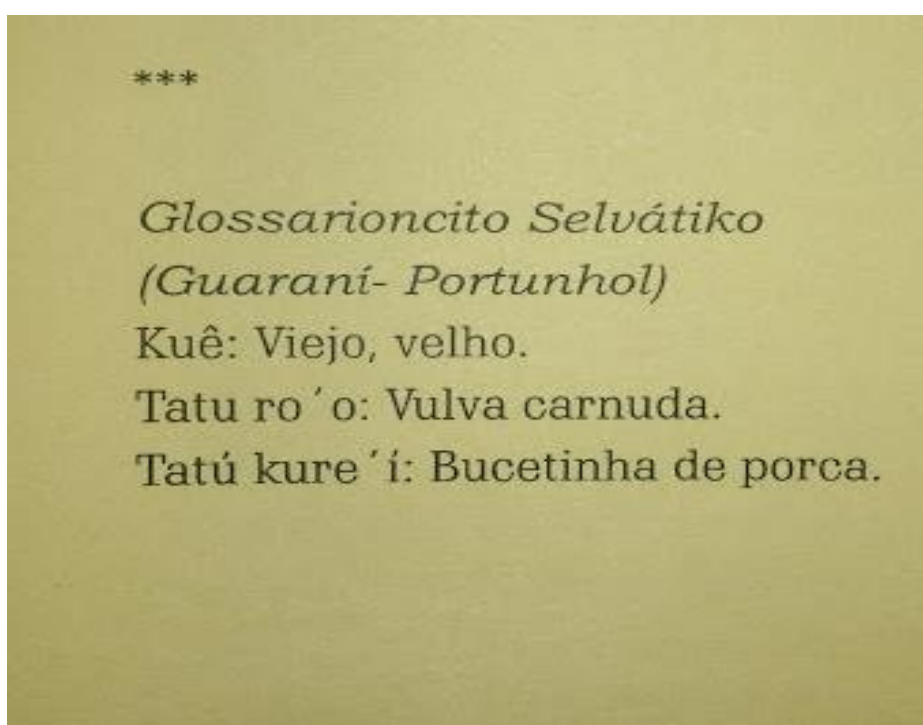 ***
Glossarioncito Selvátiko
(Guaraní- Portunhol)
Kuê: Viejo, velho.
Tatu ro´o: Vulva carnuda.
Tatú kure´í: Bucetinha de porca.